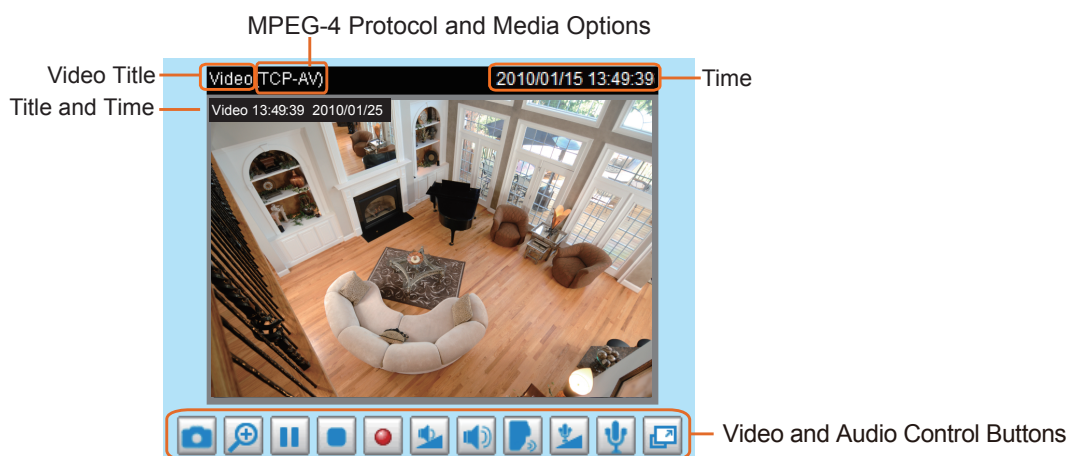 MPEG-4 Protocol and Media Options
Video Title
Video(TCP-AV)
2010/01/15 13:49:39
Time
Title and Time
Video 13:49:39 2010/01/25
Video and Audio Control Buttons